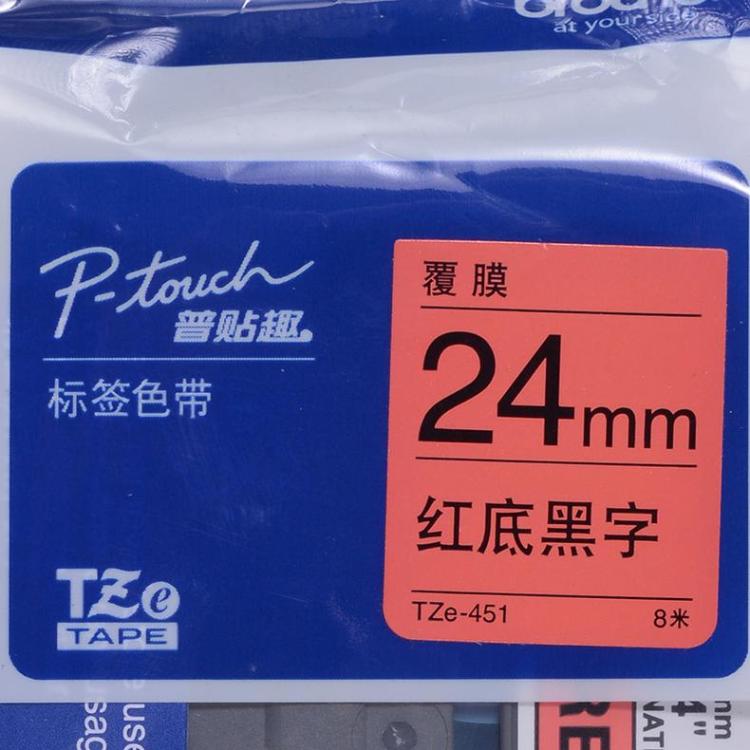 brother
at your side
P-touch
普贴趣
标签色带
覆膜
24mm
红底黑字
TZe-451
8米
TZe
TAPE